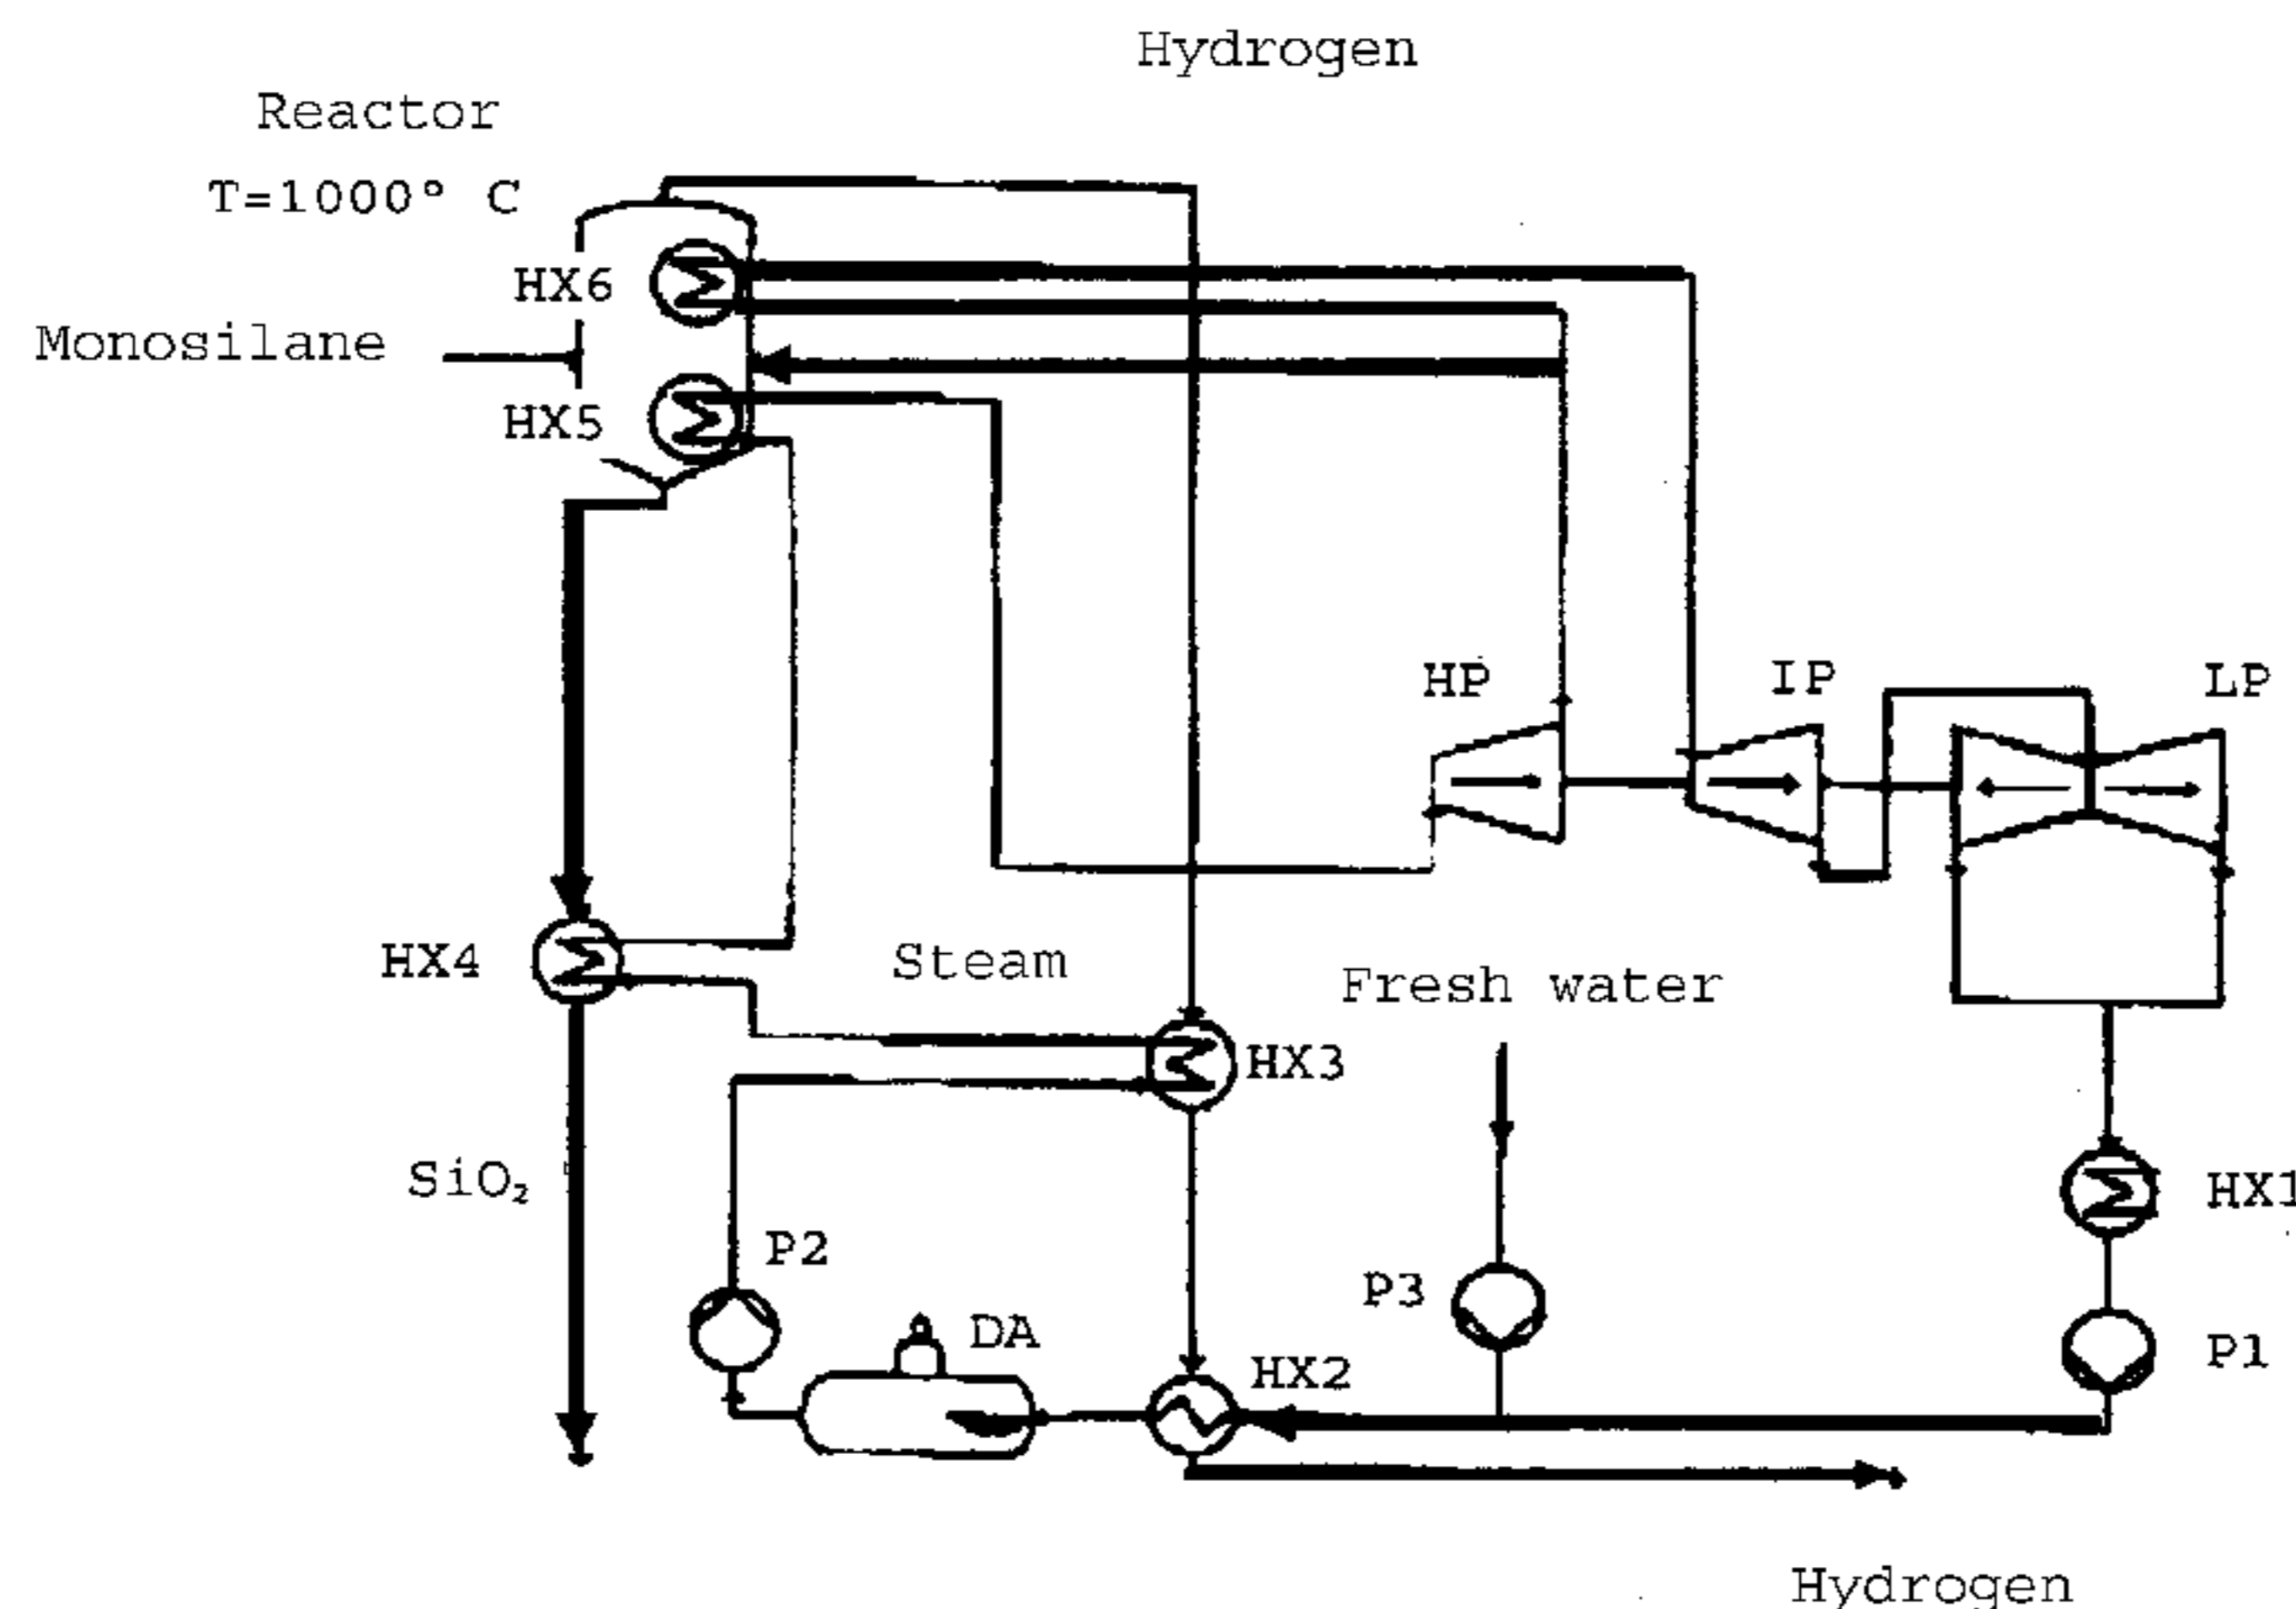 Hydrogen
Reactor
T=1000° C
HX6
Monosilane
HX5
HP
IP
LP
HX4
Steam
Fresh water
HX3
SiO₂
HX1
P2
P3
DA
HX2
P1
Hydrogen